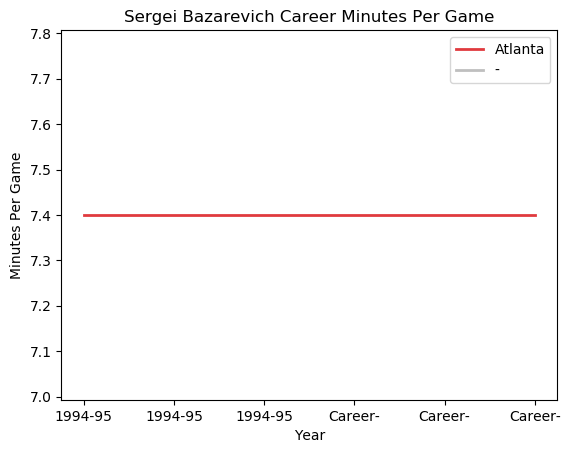 Sergei Bazarevich Career Minutes Per Game
7.8
7.7
7.6
7.5
7.4
7.3
7.2
7.1
7.0
Minutes Per Game
Atlanta
-
1994-95 1994-95 1994-95 Career- Career- Career-
Year